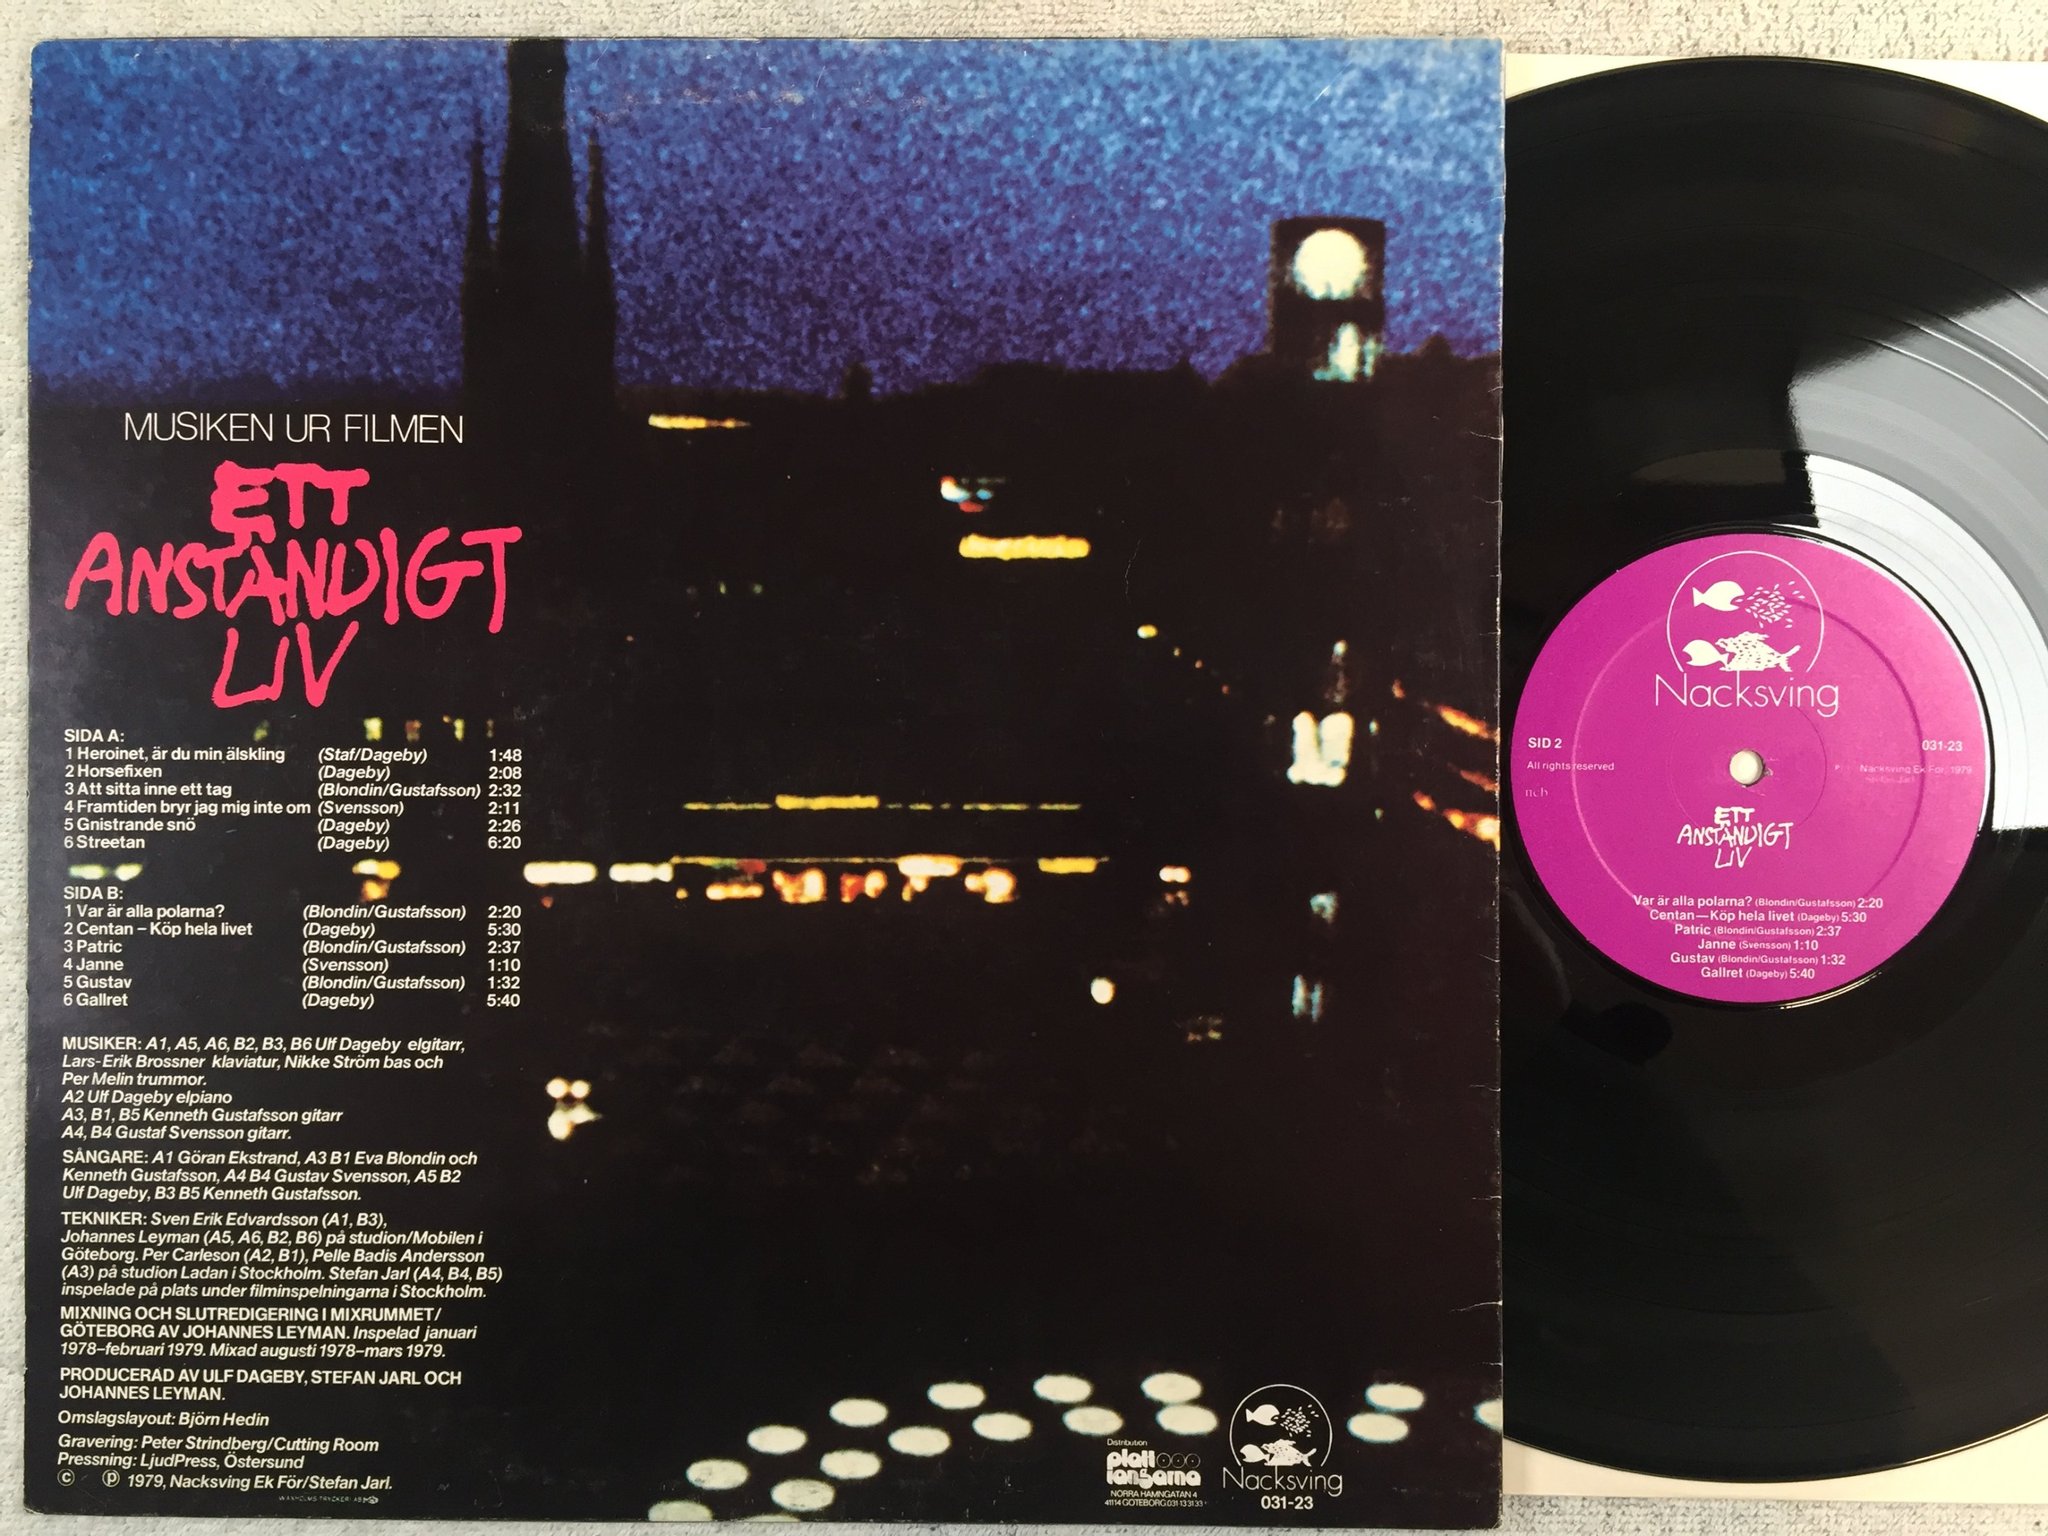 MUSIKEN UR FILMEN
ETT
ANSTÄNDIGT
LIV
SIDA A:
1 Heroinet, är du min älskling (Staf/Dageby) 1:48
2 Horsefixen (Dageby) 2:08
3 Att sitta inne ett tag (Blondin/Gustafsson) 2:32
4 Framtiden bryr jag mig inte om (Svensson) 2:11
5 Gnistrande snö (Dageby) 2:26
6 Streetan (Dageby) 6:20
SIDA B:
1 Var är alla polarna? (Blondin/Gustafsson) 2:20
2 Centan – Köp hela livet (Dageby) 5:30
3 Patric (Blondin/Gustafsson) 2:37
4 Janne (Svensson) 1:10
5 Gustav (Blondin/Gustafsson) 1:32
6 Gallret (Dageby) 5:40
MUSIKER: A1, A5, A6, B2, B3, B6 Ulf Dageby elgitarr,
Lars-Erik Brossner klaviatur, Nikke Ström bas och
Per Melin trummor.
A2 Ulf Dageby elpiano
A3, B1, B5 Kenneth Gustafsson gitarr
A4, B4 Gustaf Svensson gitarr.
SÅNGARE: A1 Göran Ekstrand, A3 B1 Eva Blondin och
Kenneth Gustafsson, A4 B4 Gustav Svensson, A5 B2
Ulf Dageby, B3 B5 Kenneth Gustafsson.
TEKNIKER: Sven Erik Edvardsson (A1, B3),
Johannes Leyman (A5, A6, B2, B6) på studion/Mobilen i
Göteborg. Per Carleson (A2, B1), Pelle Badis Andersson
(A3) på studion Ladan i Stockholm. Stefan Jarl (A4, B4, B5)
inspelade på plats under filminspelningarna i Stockholm.
MIXNING OCH SLUTREDIGERING I MIXRUMMET/
GÖTEBORG AV JOHANNES LEYMAN. Inspelad januari
1978–februari 1979. Mixad augusti 1978–mars 1979.
PRODUCERAD AV ULF DAGEBY, STEFAN JARL OCH
JOHANNES LEYMAN.
Omslagslayout: Björn Hedin
Gravering: Peter Strindberg/Cutting Room
Pressning: LjudPress, Östersund
© ℗ 1979, Nacksving Ek För/Stefan Jarl.
Distribution
platt
langarna
NORRA HAMNGATAN 4
41114 GÖTEBORG 031 13 31 33
Nacksving
031-23
Nacksving
SID 2
031-23
All rights reserved
℗ Nacksving Ek För, 1979
ncb
ETT
ANSTÄNDIGT
LIV
Var är alla polarna? (Blondin/Gustafsson) 2:20
Centan—Köp hela livet (Dageby) 5:30
Patric (Blondin/Gustafsson) 2:37
Janne (Svensson) 1:10
Gustav (Blondin/Gustafsson) 1:32
Gallret (Dageby) 5:40